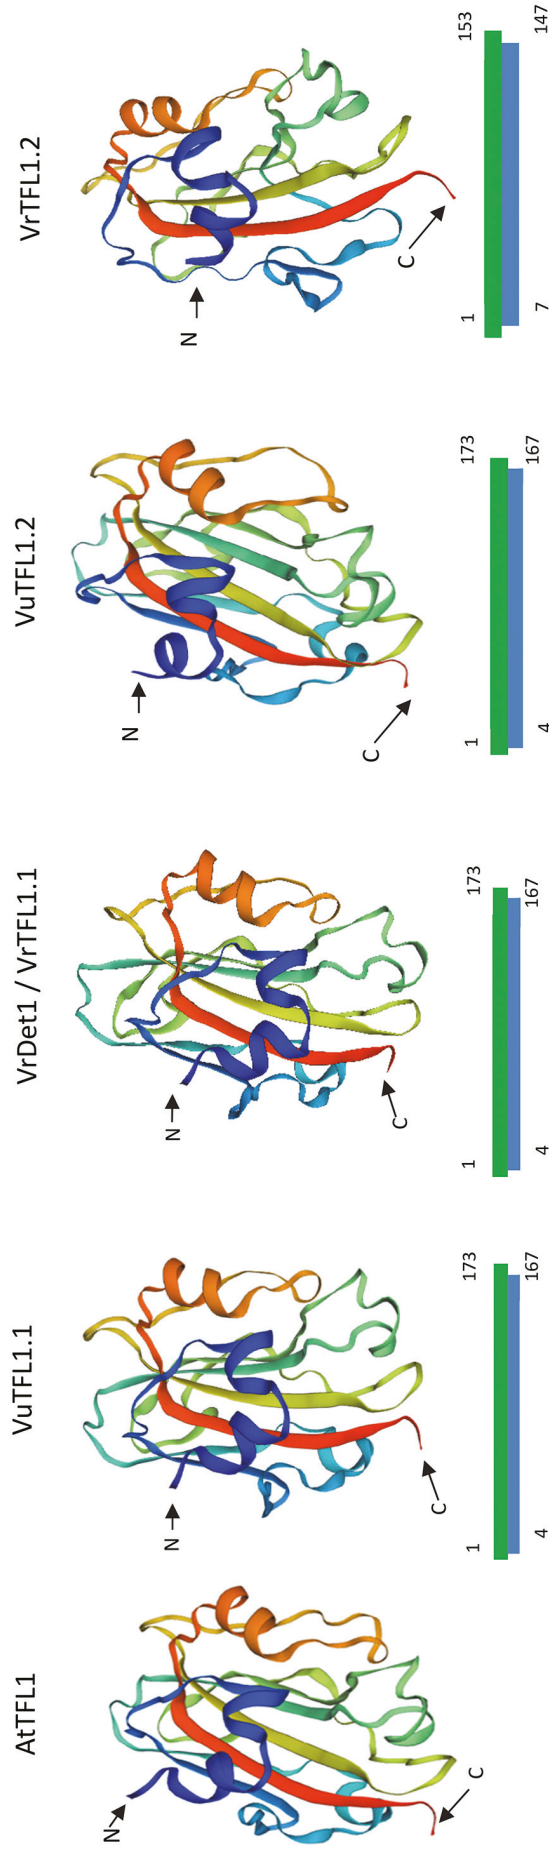 AtTFL1
VuTFL1.1
VrDet1 / VrTFL1.1
VuTFL1.2
VrTFL1.2
N
N
N
N
N
C
C
C
C
C
1 173
4 167
1 173
4 167
1 173
4 167
1 153
7 147